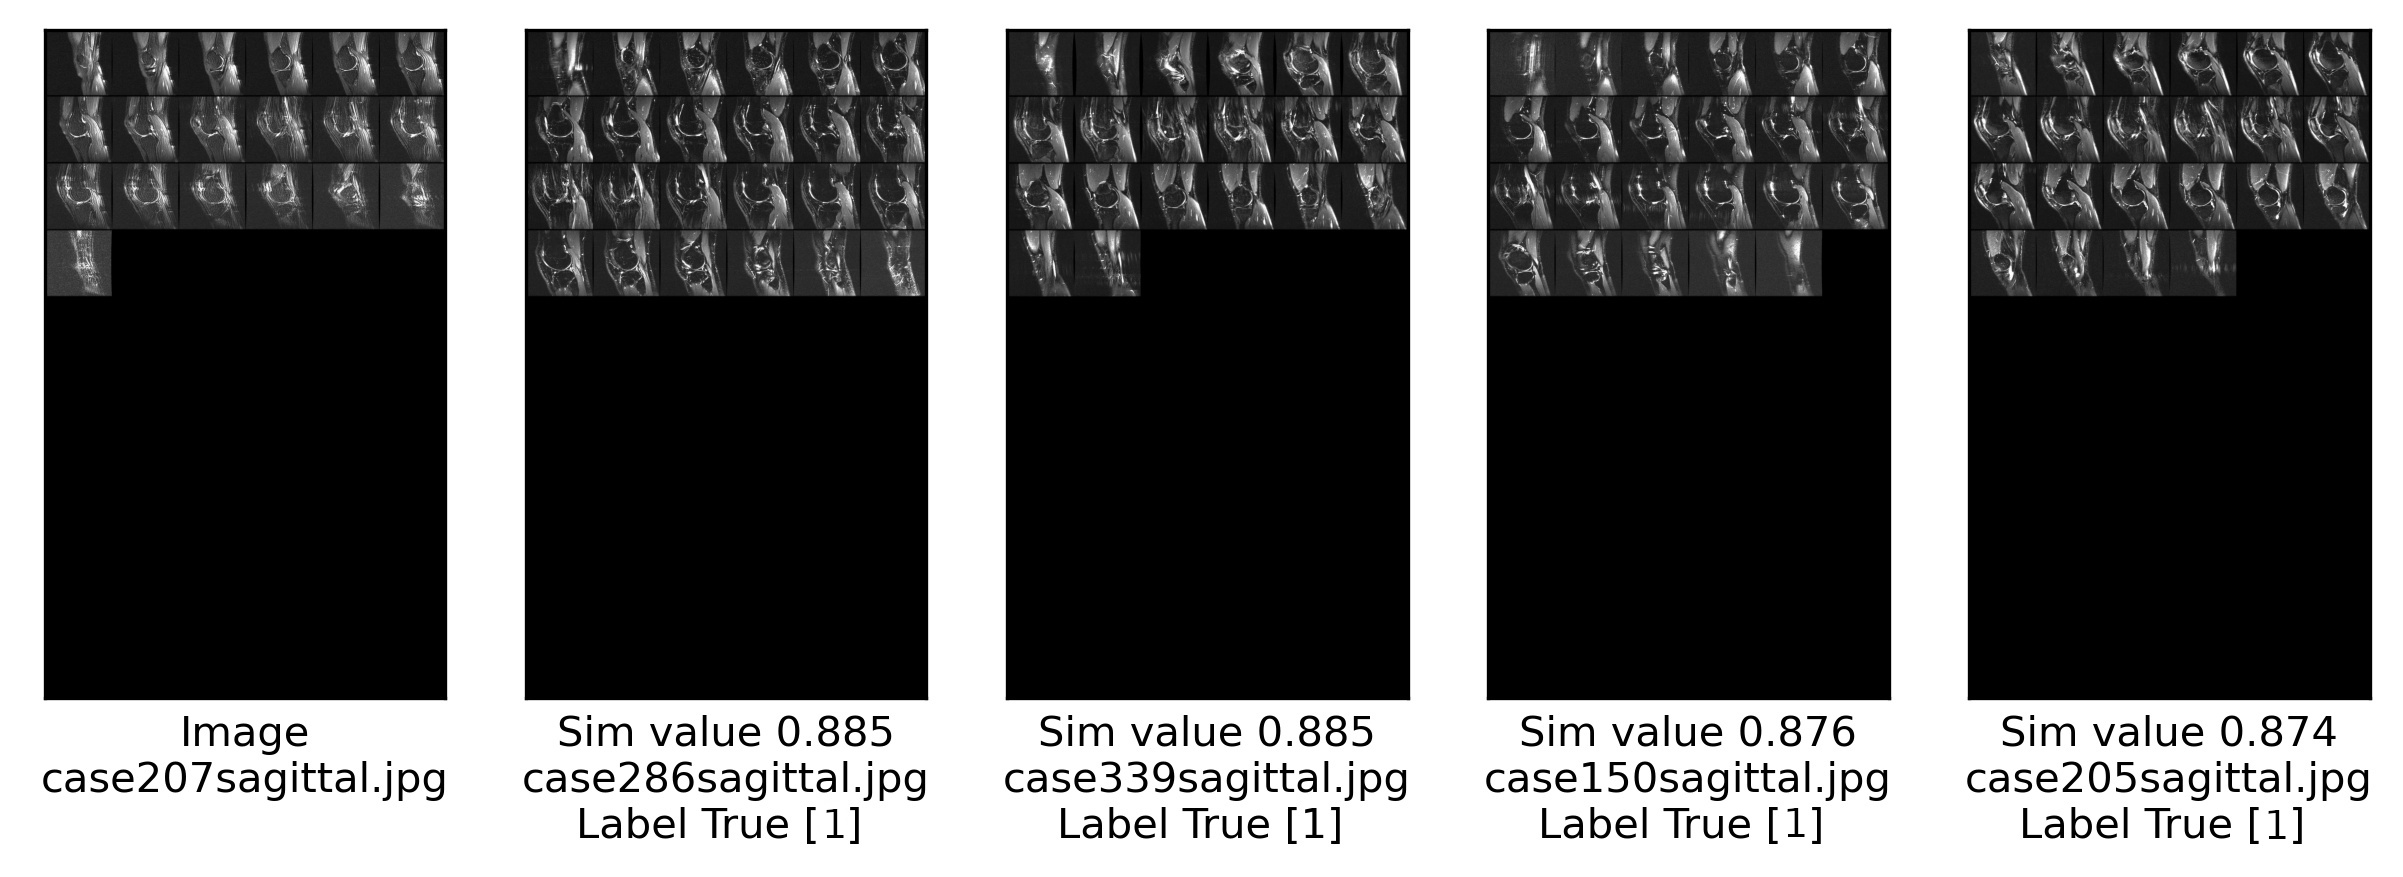 Image
case207sagittal.jpg
Sim value 0.885
case286sagittal.jpg
Label True [1]
Sim value 0.885
case339sagittal.jpg
Label True [1]
Sim value 0.876
case150sagittal.jpg
Label True [1]
Sim value 0.874
case205sagittal.jpg
Label True [1]